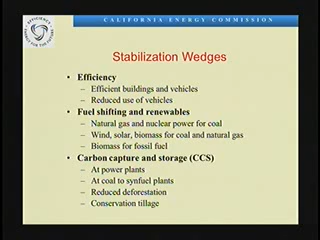 CALIFORNIA ENERGY COMMISSION
Stabilization Wedges
• Efficiency
– Efficient buildings and vehicles
– Reduced use of vehicles
• Fuel shifting and renewables
– Natural gas and nuclear power for coal
– Wind, solar, biomass for coal and natural gas
– Biomass for fossil fuel
• Carbon capture and storage (CCS)
– At power plants
– At coal to synfuel plants
– Reduced deforestation
– Conservation tillage